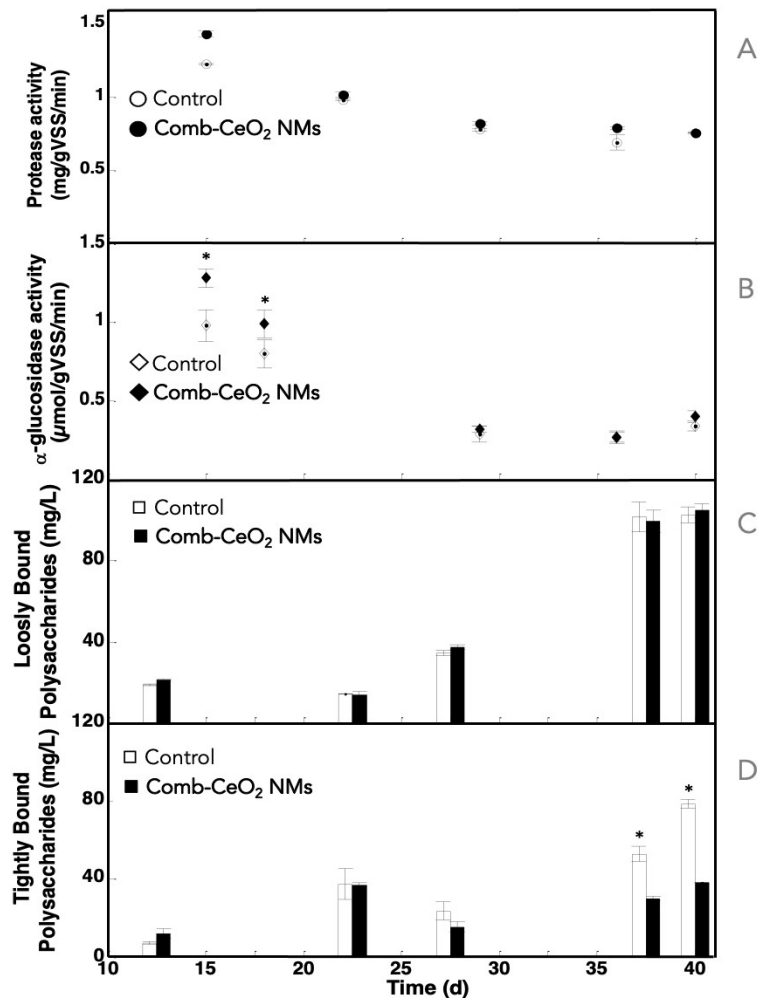 Protease activity
(mg/gVSS/min)
1.5
1
0.5
Control
Comb-CeO₂ NMs
A
α-glucosidase activity
(µmol/gVSS/min)
1.5
1
0.5
*
*
Control
Comb-CeO₂ NMs
B
Loosly Bound
Polysaccharides (mg/L)
120
80
40
Control
Comb-CeO₂ NMs
C
Tightly Bound
Polysaccharides (mg/L)
120
80
40
0
Control
Comb-CeO₂ NMs
*
*
D
10 15 20 25 30 35 40
Time (d)